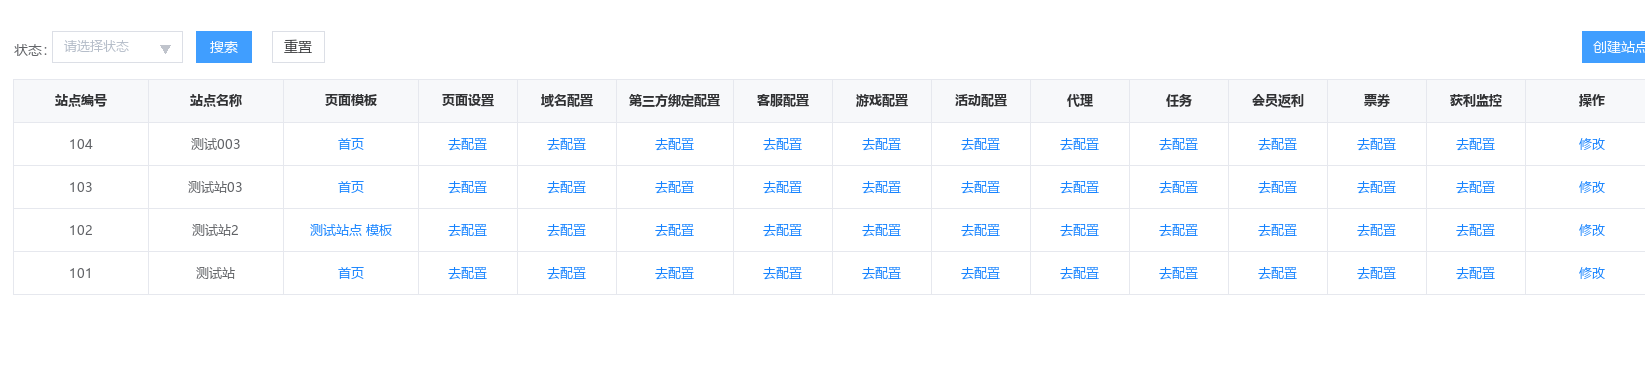 状态: 请选择状态 搜索 重置 创建站点
站点编号 站点名称 页面模板 页面设置 域名配置 第三方绑定配置 客服配置 游戏配置 活动配置 代理 任务 会员返利 票券 获利监控 操作
104 测试003 首页 去配置 去配置 去配置 去配置 去配置 去配置 去配置 去配置 去配置 去配置 去配置 修改
103 测试站03 首页 去配置 去配置 去配置 去配置 去配置 去配置 去配置 去配置 去配置 去配置 去配置 修改
102 测试站2 测试站点 模板 去配置 去配置 去配置 去配置 去配置 去配置 去配置 去配置 去配置 去配置 去配置 修改
101 测试站 首页 去配置 去配置 去配置 去配置 去配置 去配置 去配置 去配置 去配置 去配置 去配置 修改